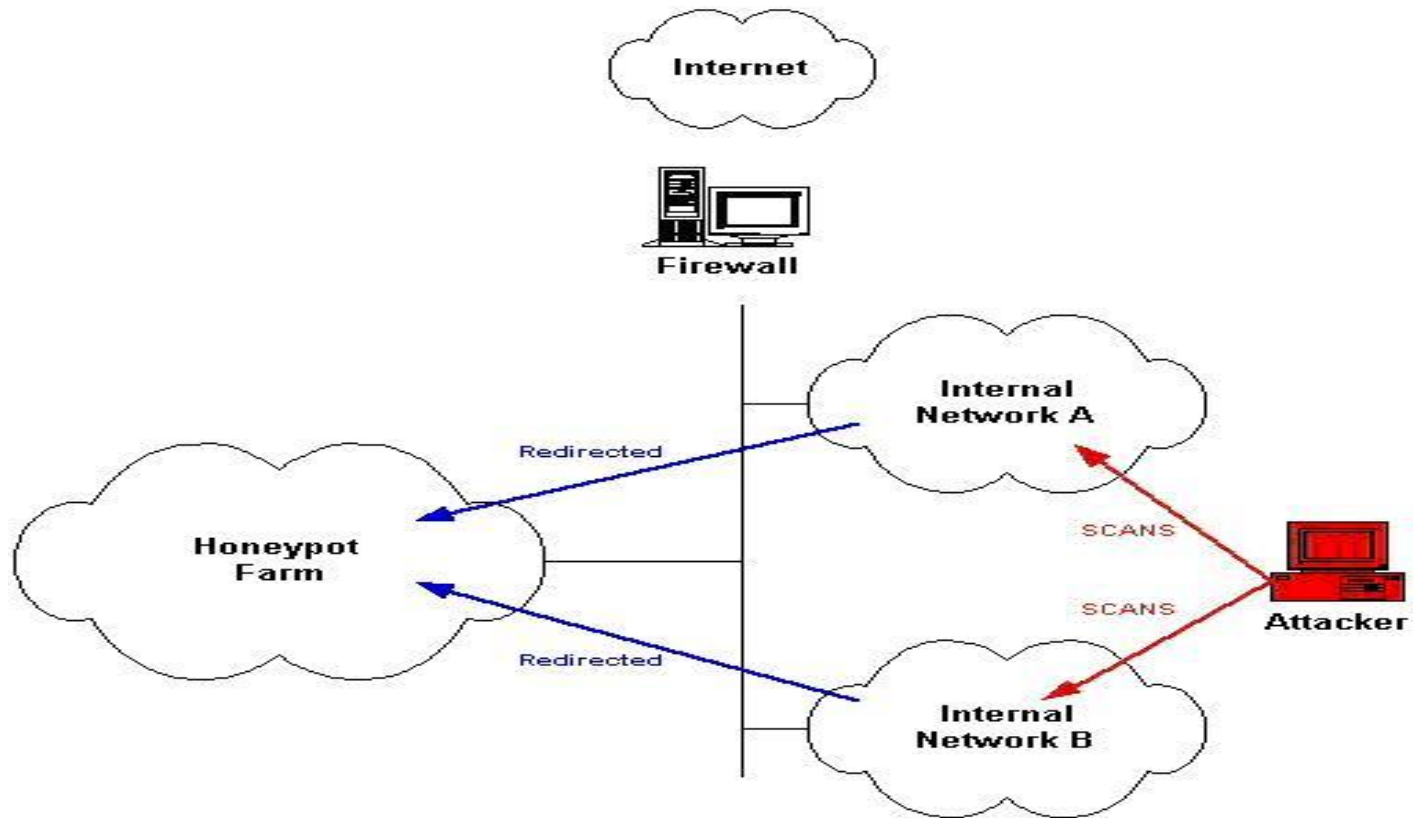 Internet
Firewall
Internal
Network A
Redirected
SCANS
Honeypot
Farm
SCANS
Attacker
Redirected
Internal
Network B